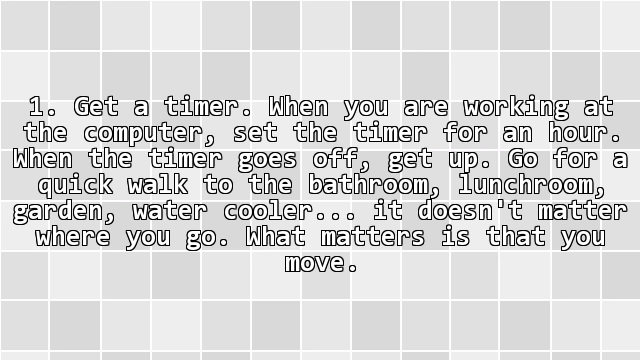 1. Get a timer. When you are working at
the computer, set the timer for an hour.
When the timer goes off, get up. Go for a
quick walk to the bathroom, lunchroom,
garden, water cooler... it doesn't matter
where you go. What matters is that you
move.